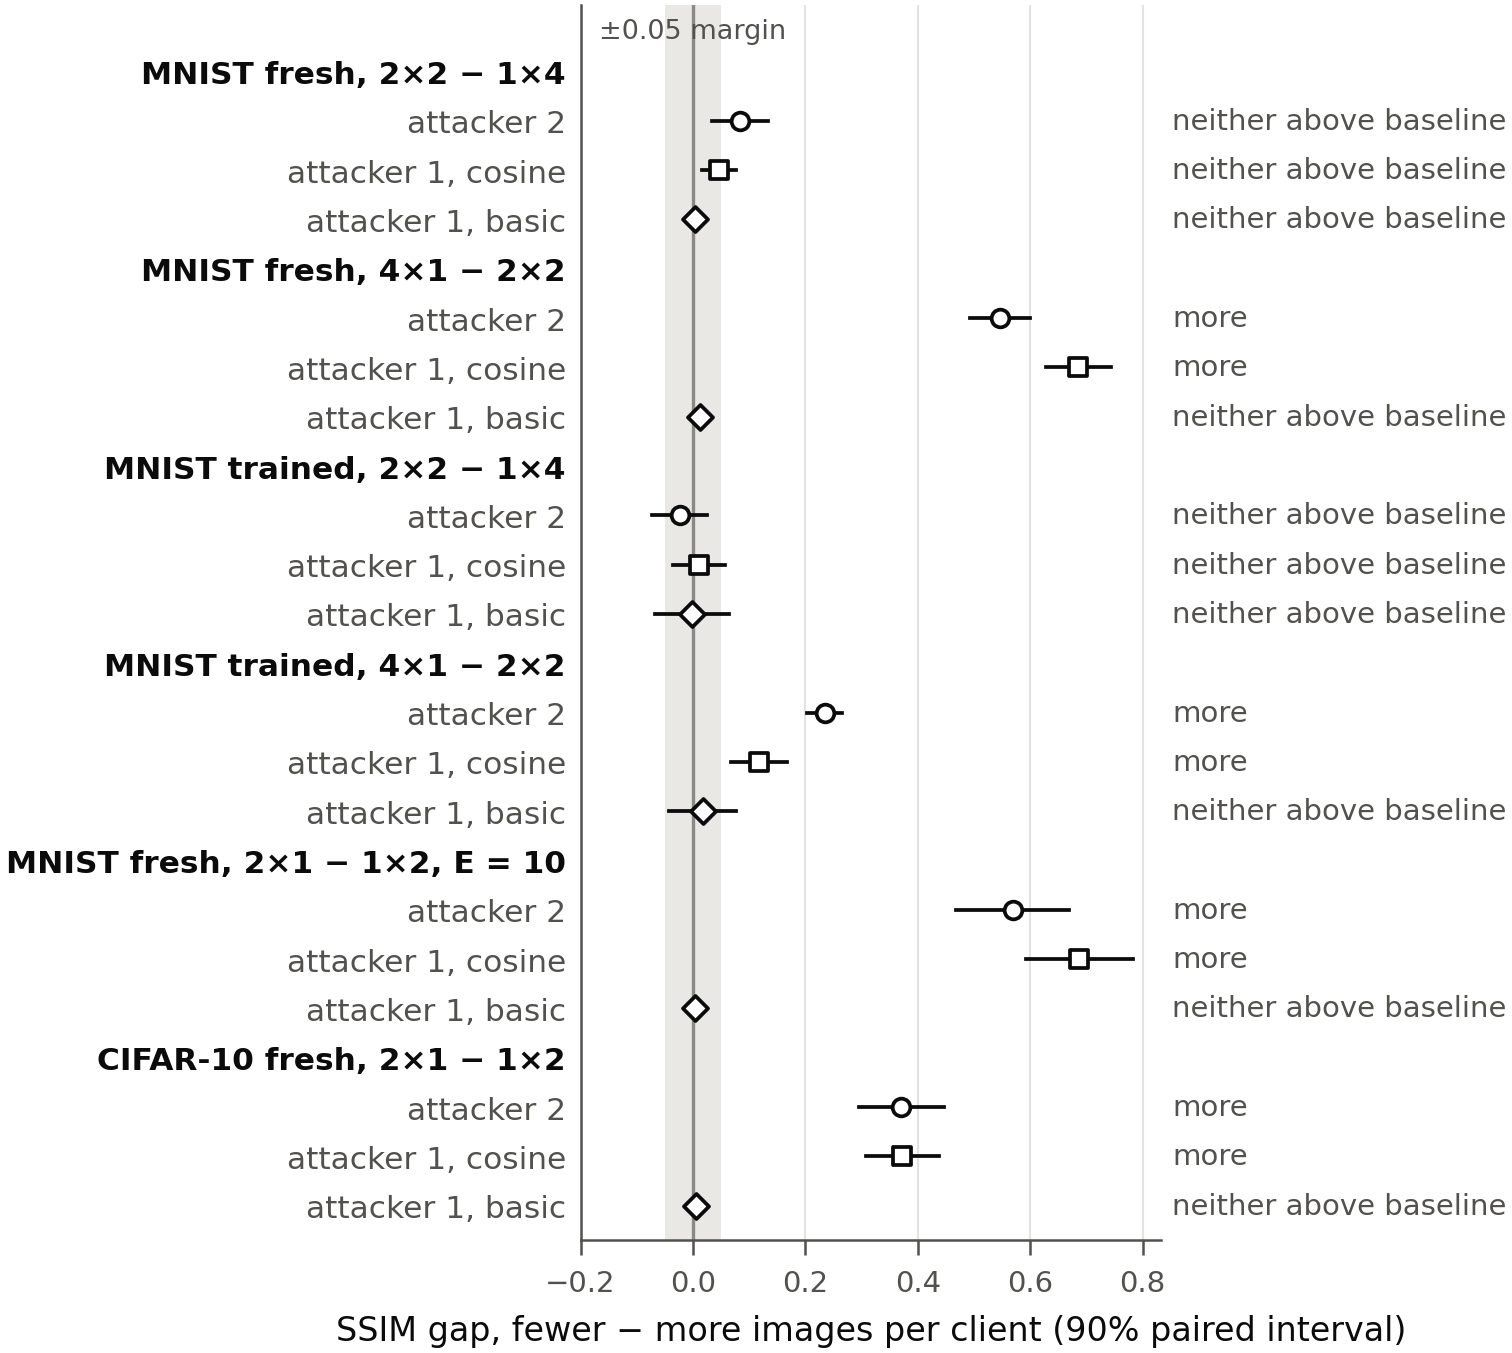 ±0.05 margin
MNIST fresh, 2×2 − 1×4
attacker 2 neither above baseline
attacker 1, cosine neither above baseline
attacker 1, basic neither above baseline
MNIST fresh, 4×1 − 2×2
attacker 2 more
attacker 1, cosine more
attacker 1, basic neither above baseline
MNIST trained, 2×2 − 1×4
attacker 2 neither above baseline
attacker 1, cosine neither above baseline
attacker 1, basic neither above baseline
MNIST trained, 4×1 − 2×2
attacker 2 more
attacker 1, cosine more
attacker 1, basic neither above baseline
MNIST fresh, 2×1 − 1×2, E = 10
attacker 2 more
attacker 1, cosine more
attacker 1, basic neither above baseline
CIFAR-10 fresh, 2×1 − 1×2
attacker 2 more
attacker 1, cosine more
attacker 1, basic neither above baseline
−0.2 0.0 0.2 0.4 0.6 0.8
SSIM gap, fewer − more images per client (90% paired interval)